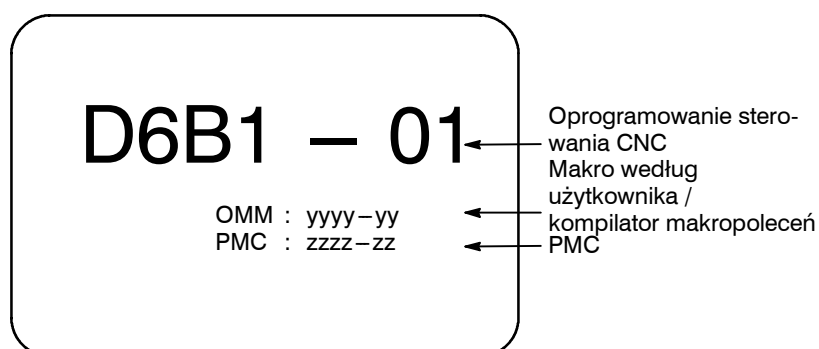 D6B1 – 01
OMM : yyyy–yy
PMC : zzzz–zz
Oprogramowanie stero-
wania CNC
Makro według
użytkownika /
kompilator makropoleceń
PMC